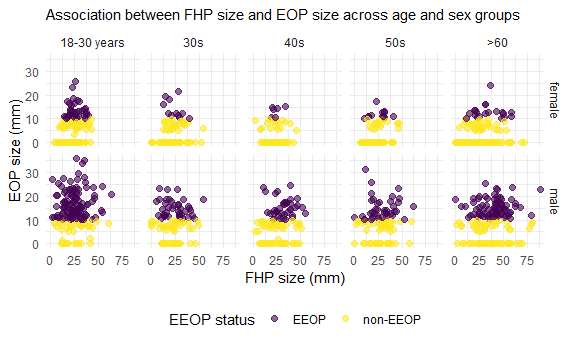 Association between FHP size and EOP size across age and sex groups
18-30 years 30s 40s 50s >60
EOP size (mm)
30
20
10
0
female
30
20
10
0
male
0 25 50 75 0 25 50 75 0 25 50 75 0 25 50 75 0 25 50 75
FHP size (mm)
EEOP status EEOP non-EEOP